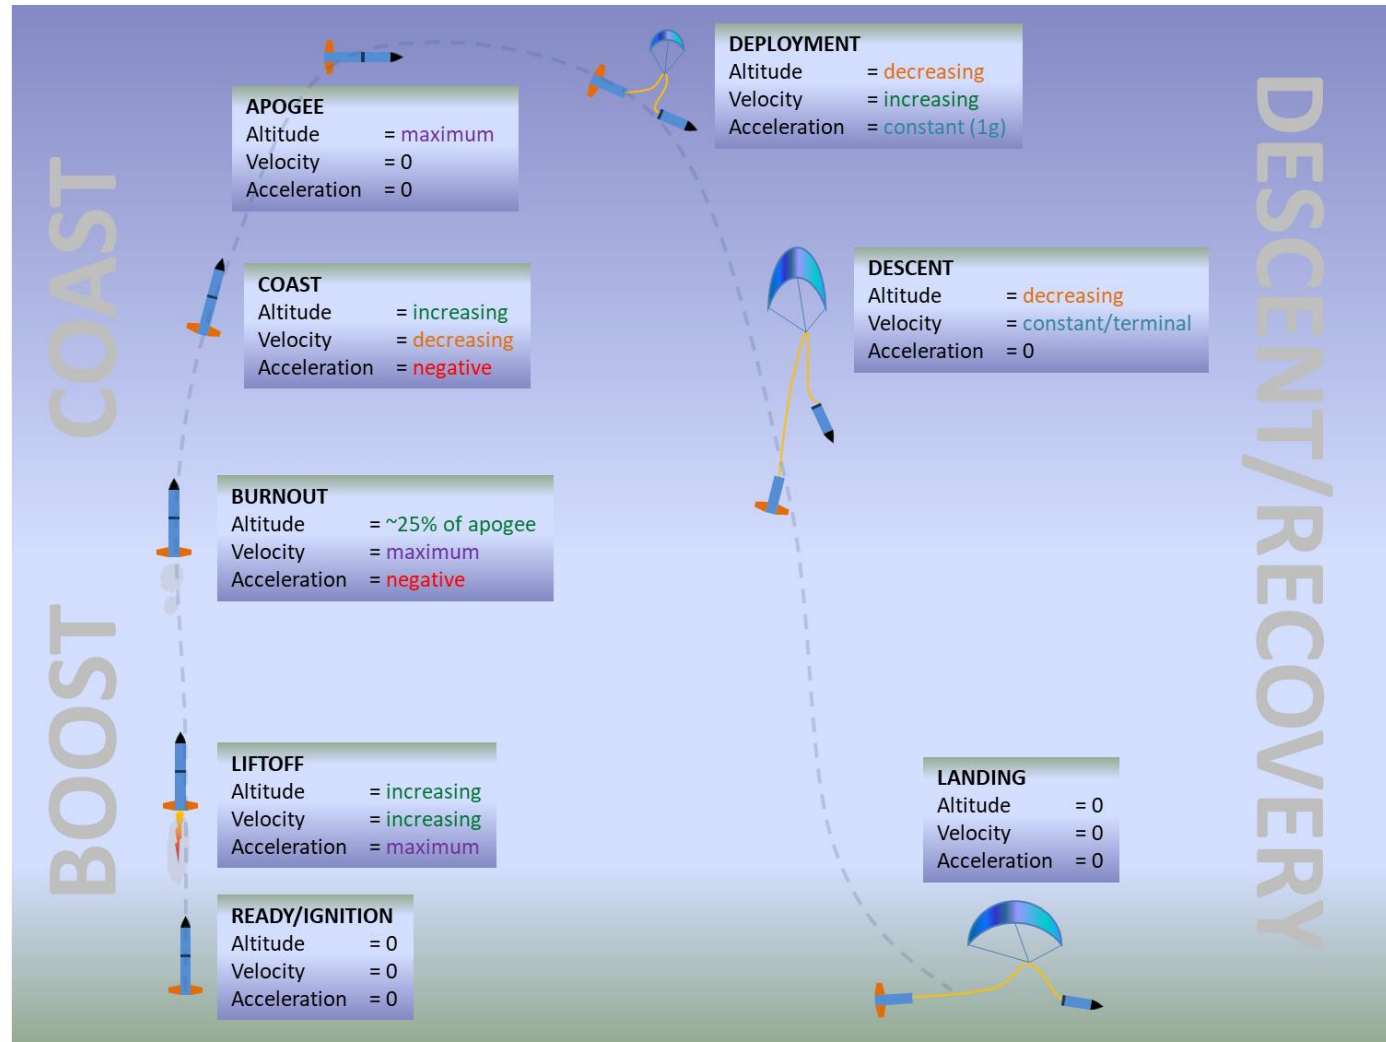 BOOST
COAST
DESCENT/RECOVERY
READY/IGNITION
Altitude = 0
Velocity = 0
Acceleration = 0
LIFTOFF
Altitude = increasing
Velocity = increasing
Acceleration = maximum
BURNOUT
Altitude = ~25% of apogee
Velocity = maximum
Acceleration = negative
COAST
Altitude = increasing
Velocity = decreasing
Acceleration = negative
APOGEE
Altitude = maximum
Velocity = 0
Acceleration = 0
DEPLOYMENT
Altitude = decreasing
Velocity = increasing
Acceleration = constant (1g)
DESCENT
Altitude = decreasing
Velocity = constant/terminal
Acceleration = 0
LANDING
Altitude = 0
Velocity = 0
Acceleration = 0